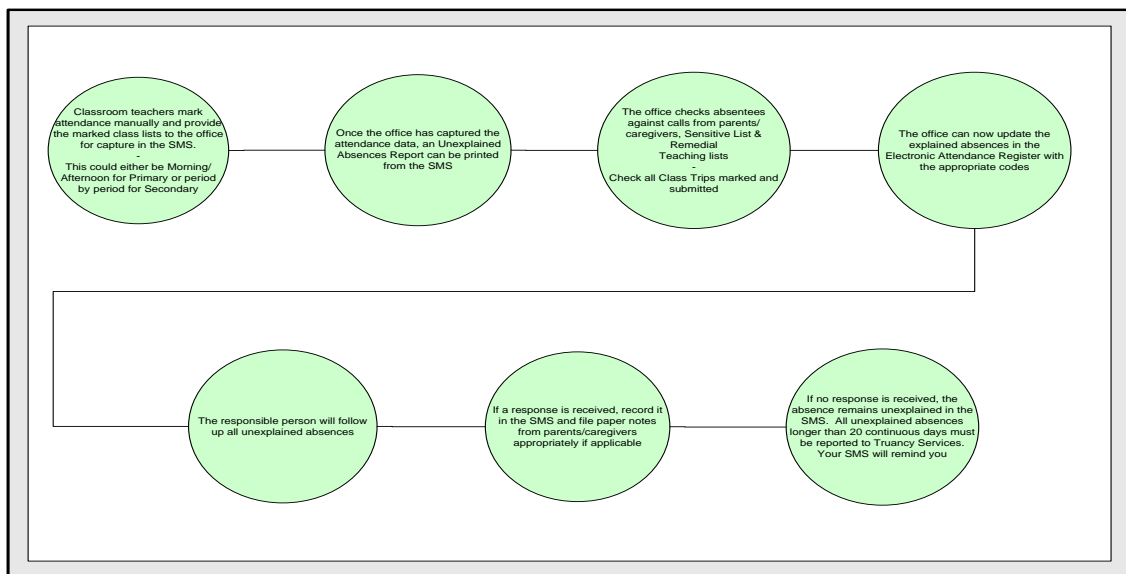 Classroom teachers mark
attendance manually and provide
the marked class lists to the office
for capture in the SMS.
-
This could either be Morning/
Afternoon for Primary or period
by period for Secondary
Once the office has captured the
attendance data, an Unexplained
Absences Report can be printed
from the SMS
The office checks absentees
against calls from parents/
caregivers, Sensitive List &
Remedial
Teaching lists
-
Check all Class Trips marked and
submitted
The office can now update the
explained absences in the
Electronic Attendance Register with
the appropriate codes
The responsible person will follow
up all unexplained absences
If a response is received, record it
in the SMS and file paper notes
from parents/caregivers
appropriately if applicable
If no response is received, the
absence remains unexplained in the
SMS.  All unexplained absences
longer than 20 continuous days must
be reported to Truancy Services.
Your SMS will remind you